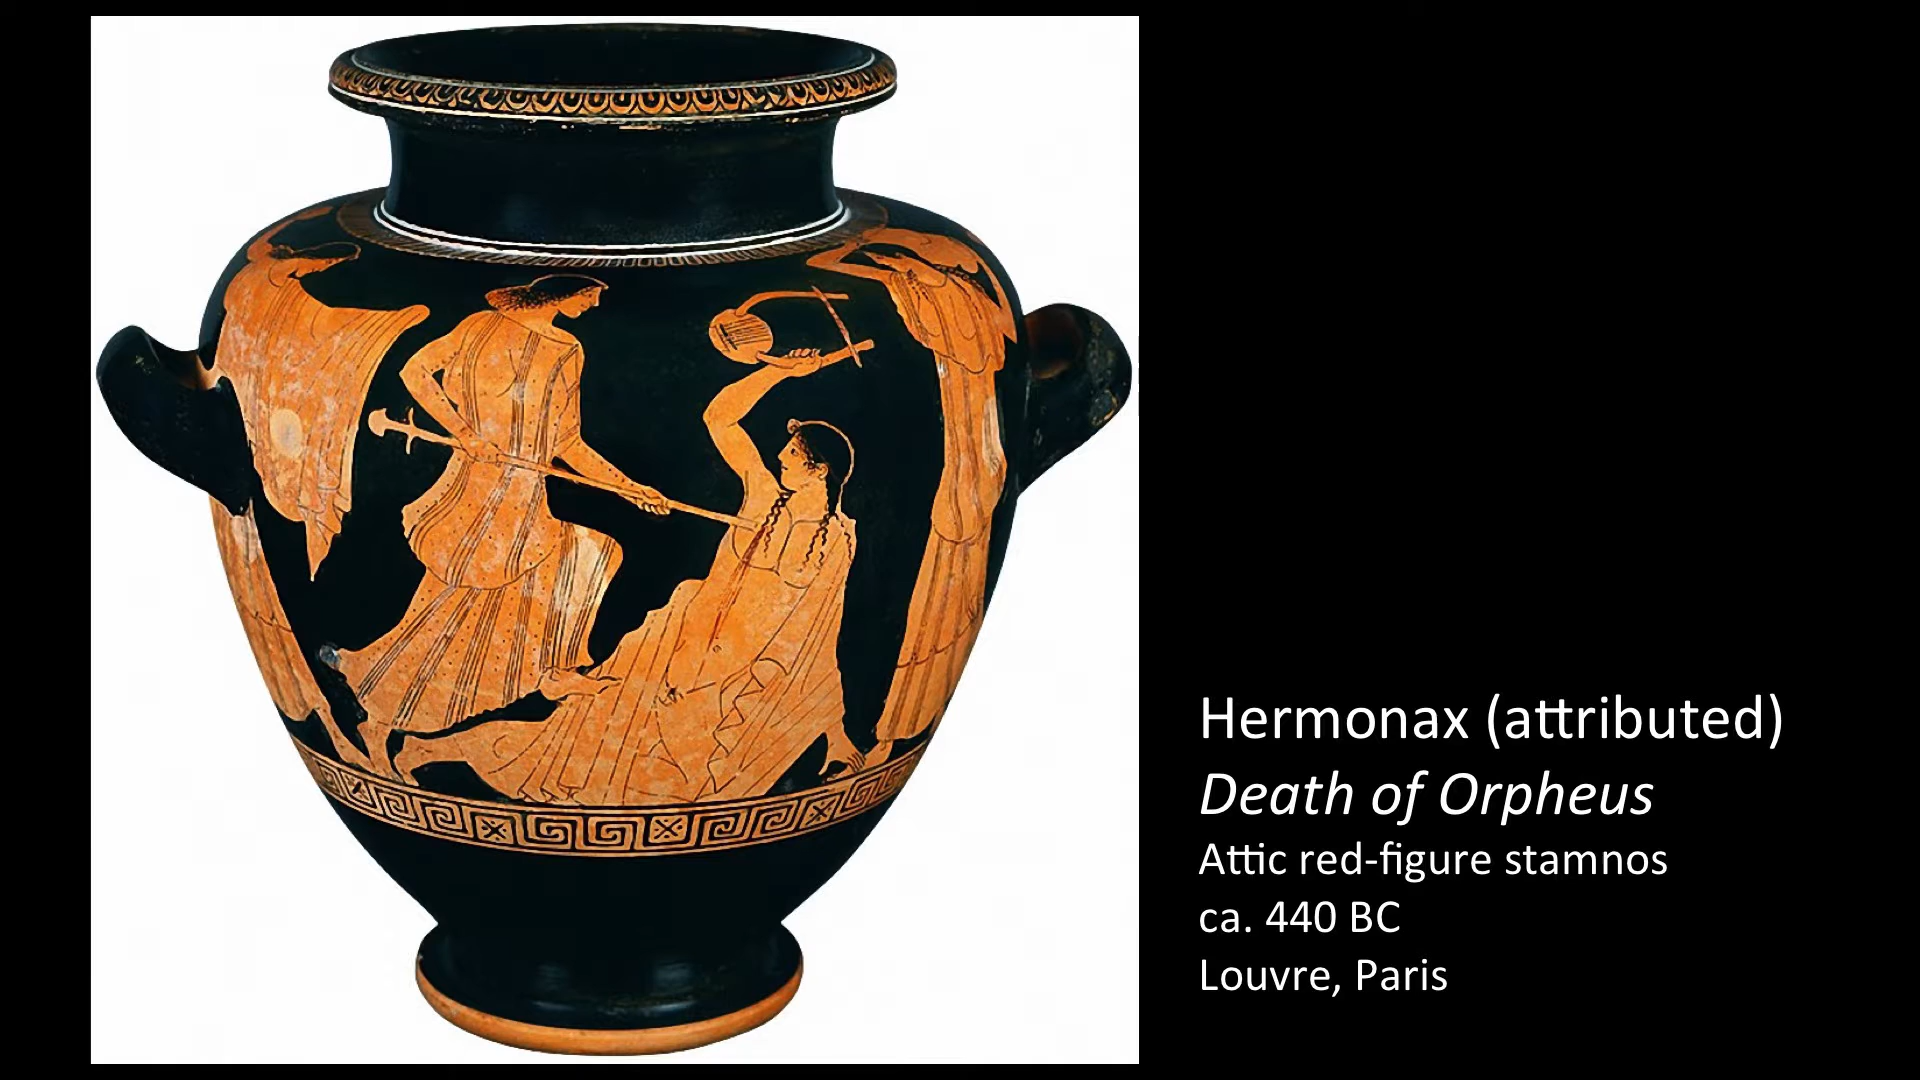 Hermonax (attributed)
Death of Orpheus
Attic red-figure stamnos
ca. 440 BC
Louvre, Paris